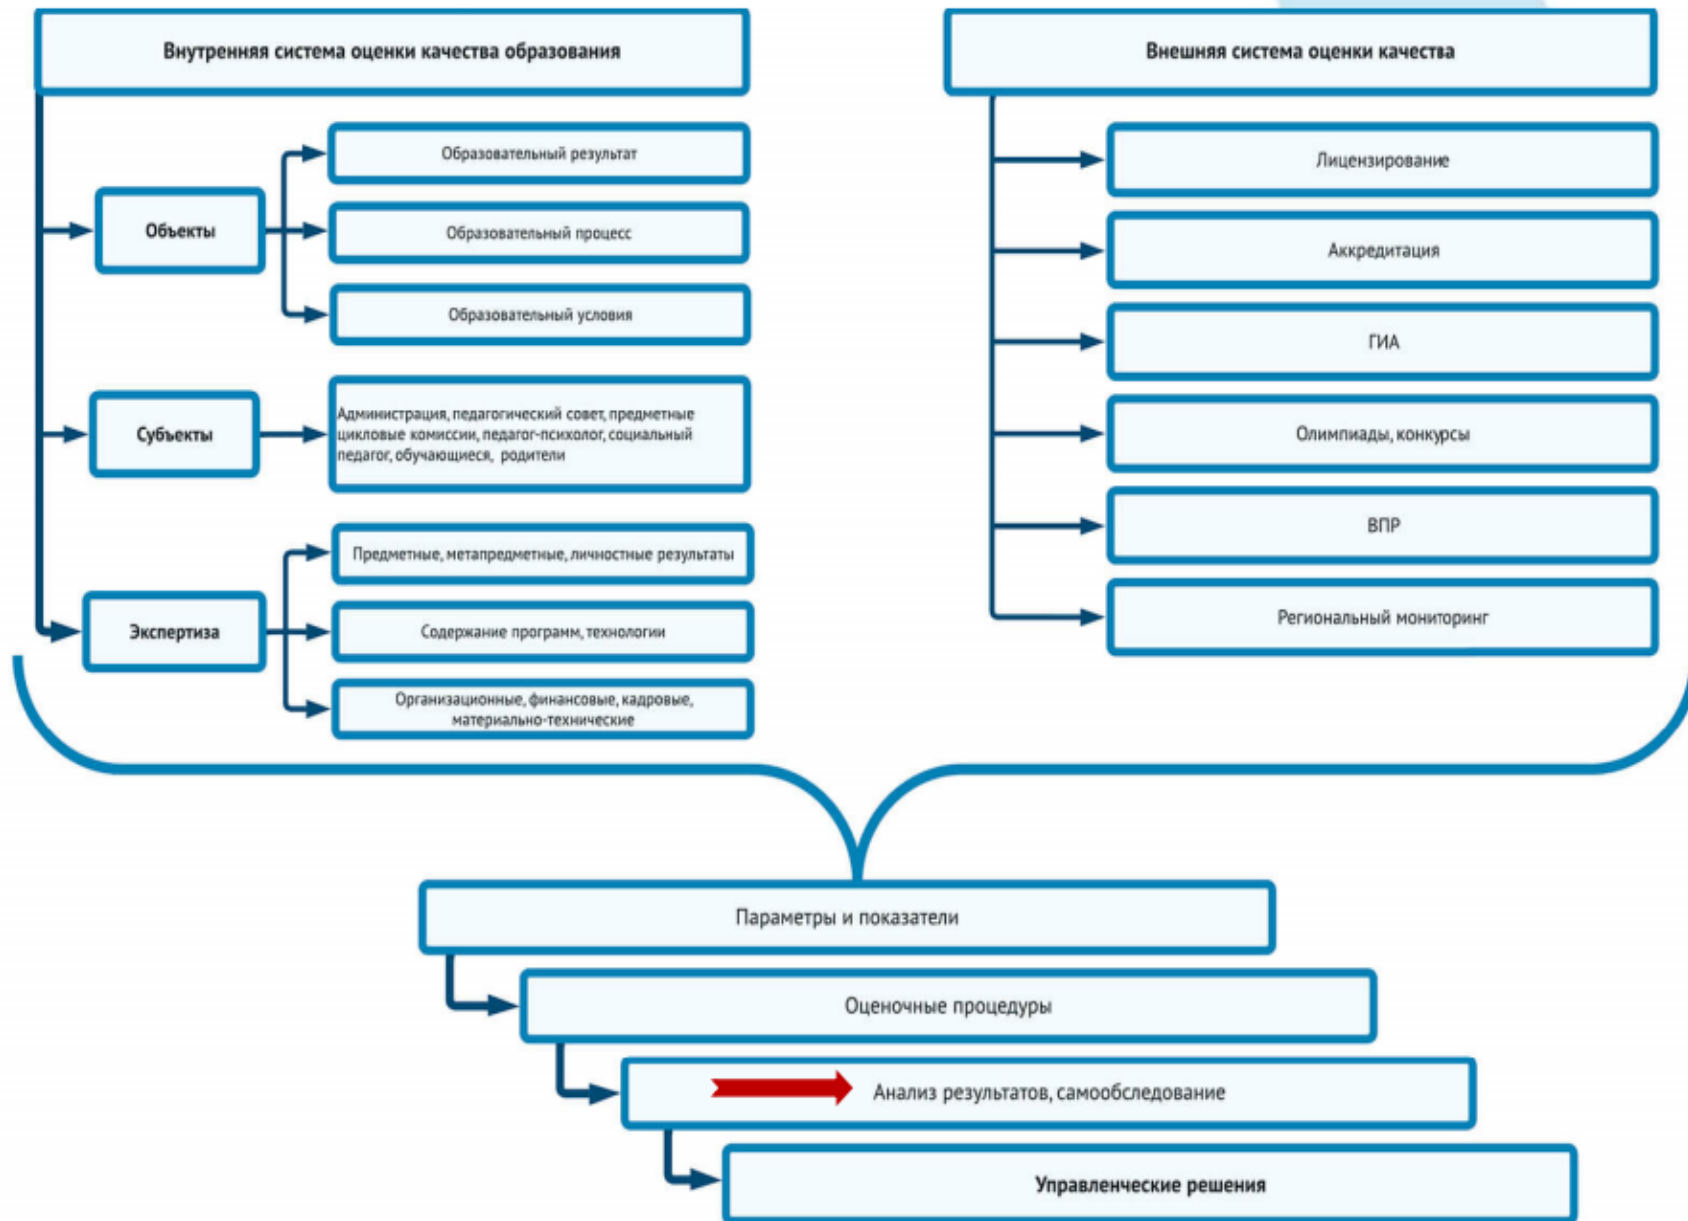 Внутренняя система оценки качества образования
Объекты
Образовательный результат
Образовательный процесс
Образовательный условия
Субъекты
Администрация, педагогический совет, предметные
цикловые комиссии, педагог-психолог, социальный
педагог, обучающиеся, родители
Экспертиза
Предметные, метапредметные, личностные результаты
Содержание программ, технологии
Организационные, финансовые, кадровые,
материально-технические
Внешняя система оценки качества
Лицензирование
Аккредитация
ГИА
Олимпиады, конкурсы
ВПР
Региональный мониторинг
Параметры и показатели
Оценочные процедуры
Анализ результатов, самообследование
Управленческие решения